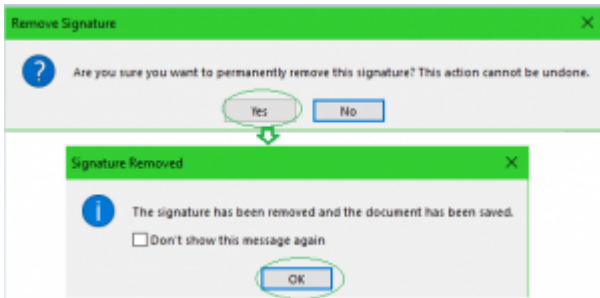 Remove Signature
Are you sure you want to permanently remove this signature? This action cannot be undone.
Yes No
Signature Removed
The signature has been removed and the document has been saved.
Don't show this message again
OK